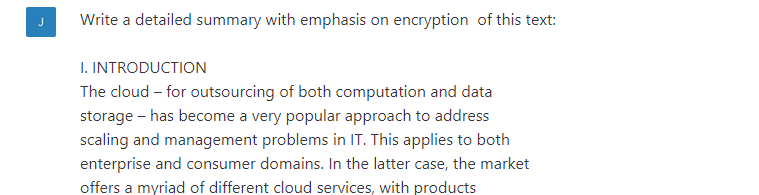 J
Write a detailed summary with emphasis on encryption  of this text:
I. INTRODUCTION
The cloud – for outsourcing of both computation and data
storage – has become a very popular approach to address
scaling and management problems in IT. This applies to both
enterprise and consumer domains. In the latter case, the market
offers a myriad of different cloud services, with products